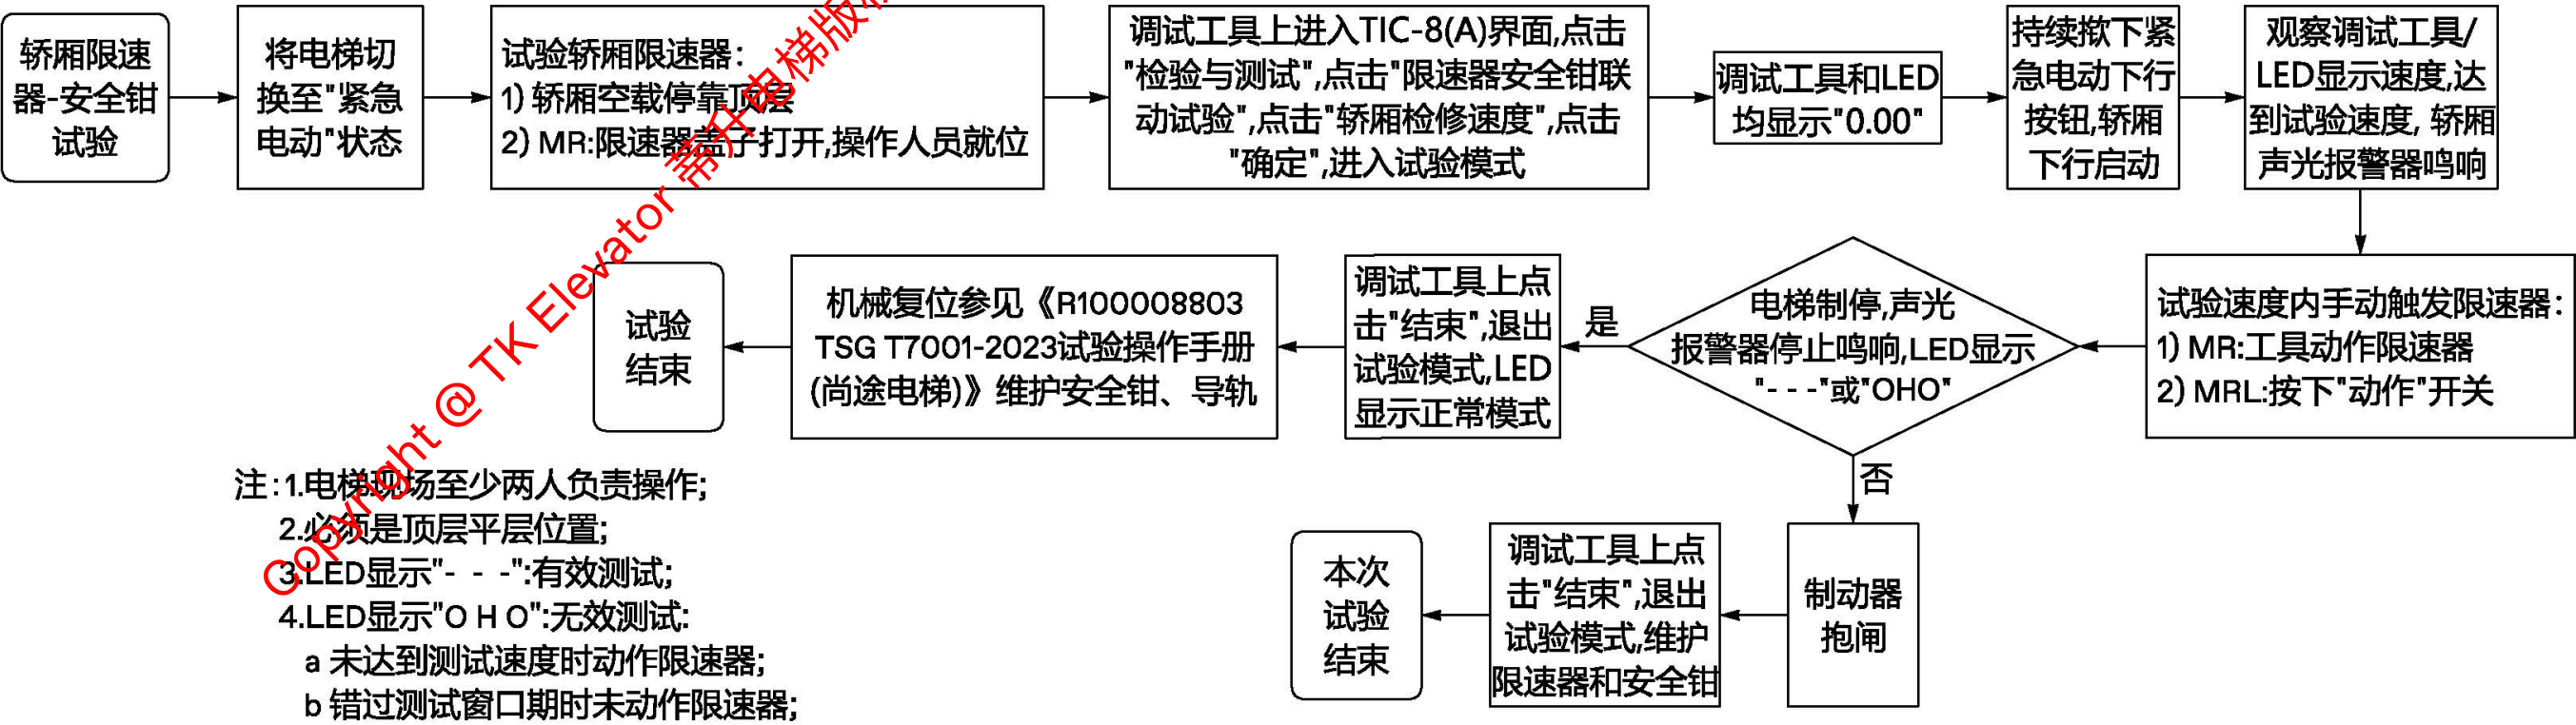 轿厢限速
器-安全钳
试验
将电梯切
换至"紧急
电动"状态
试验轿厢限速器:
1) 轿厢空载停靠顶层
2) MR:限速器盖子打开,操作人员就位
调试工具上进入TIC-8(A)界面,点击
"检验与测试",点击"限速器安全钳联
动试验",点击"轿厢检修速度",点击
"确定",进入试验模式
调试工具和LED
均显示"0.00"
持续揿下紧
急电动下行
按钮,轿厢
下行启动
观察调试工具/
LED显示速度,达
到试验速度, 轿厢
声光报警器鸣响
试验速度内手动触发限速器:
1) MR:工具动作限速器
2) MRL:按下"动作"开关
电梯制停,声光
报警器停止鸣响,LED显示
"- - -"或"OHO"
是
调试工具上点
击"结束",退出
试验模式,LED
显示正常模式
机械复位参见《R100008803
TSG T7001-2023试验操作手册
(尚途电梯)》维护安全钳、导轨
试验
结束
否
制动器
抱闸
调试工具上点
击"结束",退出
试验模式,维护
限速器和安全钳
本次
试验
结束
注:1.电梯现场至少两人负责操作;
2.必须是顶层平层位置;
3.LED显示"- - -":有效测试;
4.LED显示"O H O":无效测试:
a 未达到测试速度时动作限速器;
b 错过测试窗口期时未动作限速器;
Copyright @ TK Elevator 蒂升电梯版